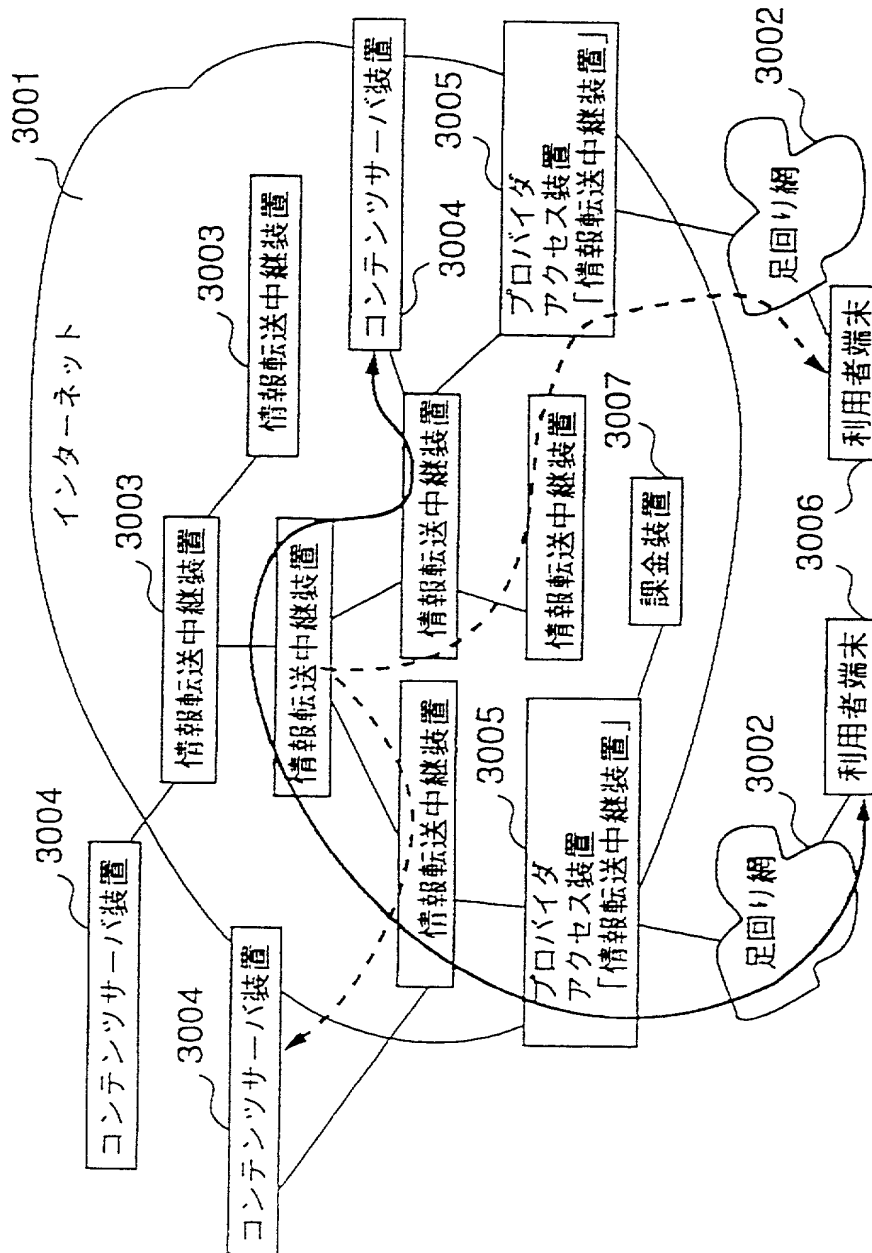 3001
インターネット
3004
コンテンツサーバ装置
3003
情報転送中継装置
3003
情報転送中継装置
3004
コンテンツサーバ装置
情報転送中継装置
コンテンツサーバ装置
3004
情報転送中継装置
情報転送中継装置
3005
3005
プロバイダ
アクセス装置
「情報転送中継装置」
情報転送中継装置
プロバイダ
アクセス装置
「情報転送中継装置」
3007
課金装置
3002
足回り網
3002
足回り網
3006
利用者端末
3006
利用者端末